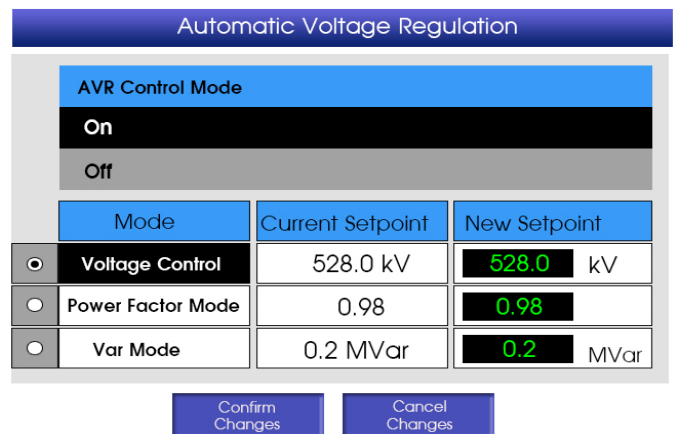 Automatic Voltage Regulation
AVR Control Mode
On
Off
Mode Current Setpoint New Setpoint
Voltage Control 528.0 kV 528.0 kV
Power Factor Mode 0.98 0.98
Var Mode 0.2 MVar 0.2 MVar
Confirm Cancel
Changes Changes